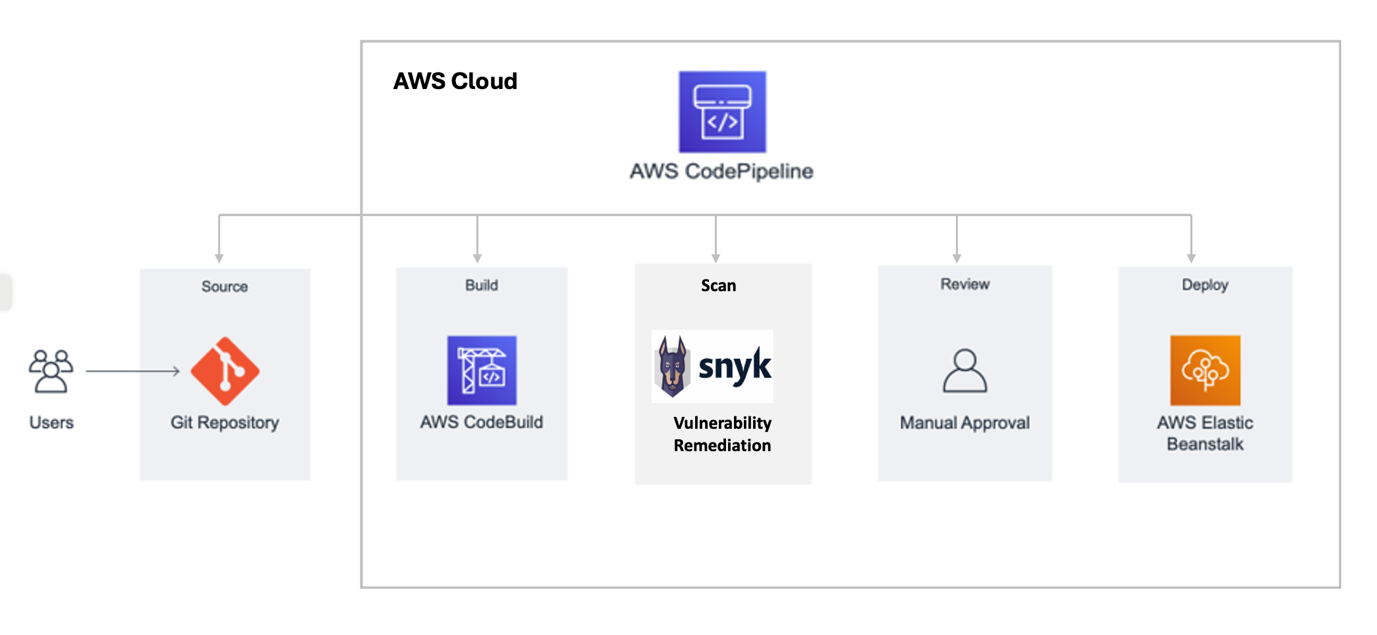 AWS Cloud
</>
AWS CodePipeline
Source
Build
Scan
Review
Deploy
</>
snyk
Users
Git Repository
AWS CodeBuild
Vulnerability
Remediation
Manual Approval
AWS Elastic
Beanstalk